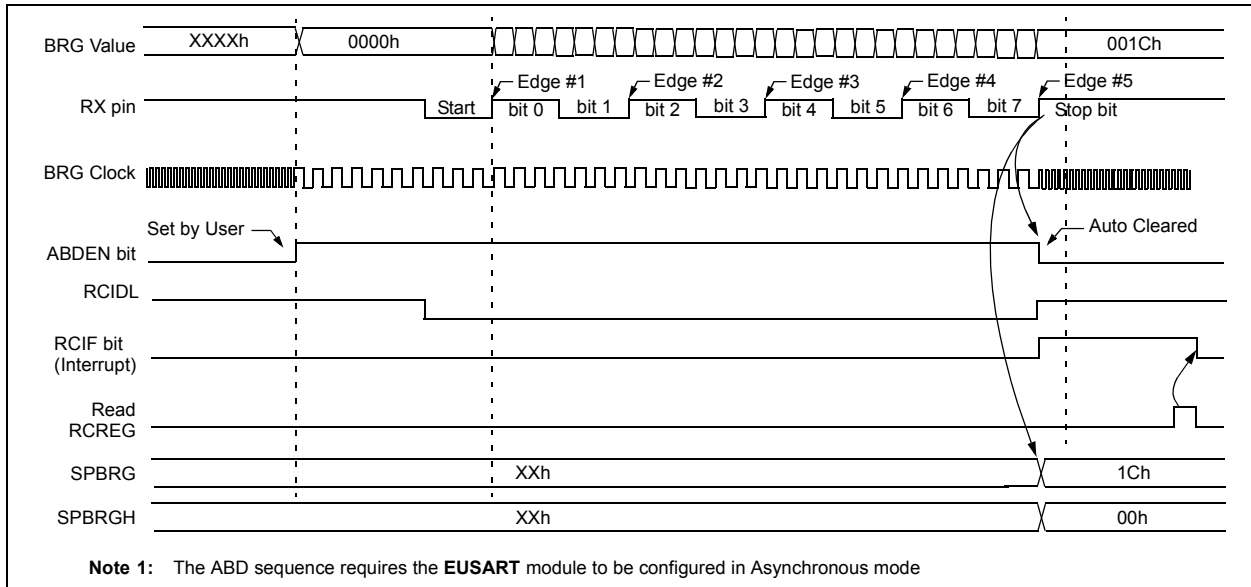 BRG Value XXXXh 0000h 001Ch
Edge #1 Edge #2 Edge #3 Edge #4 Edge #5
RX pin Start bit 0 bit 1 bit 2 bit 3 bit 4 bit 5 bit 6 bit 7 Stop bit
BRG Clock
Set by User Auto Cleared
ABDEN bit
RCIDL
RCIF bit
(Interrupt)
Read
RCREG
SPBRG XXh 1Ch
SPBRGH XXh 00h
Note 1: The ABD sequence requires the EUSART module to be configured in Asynchronous mode